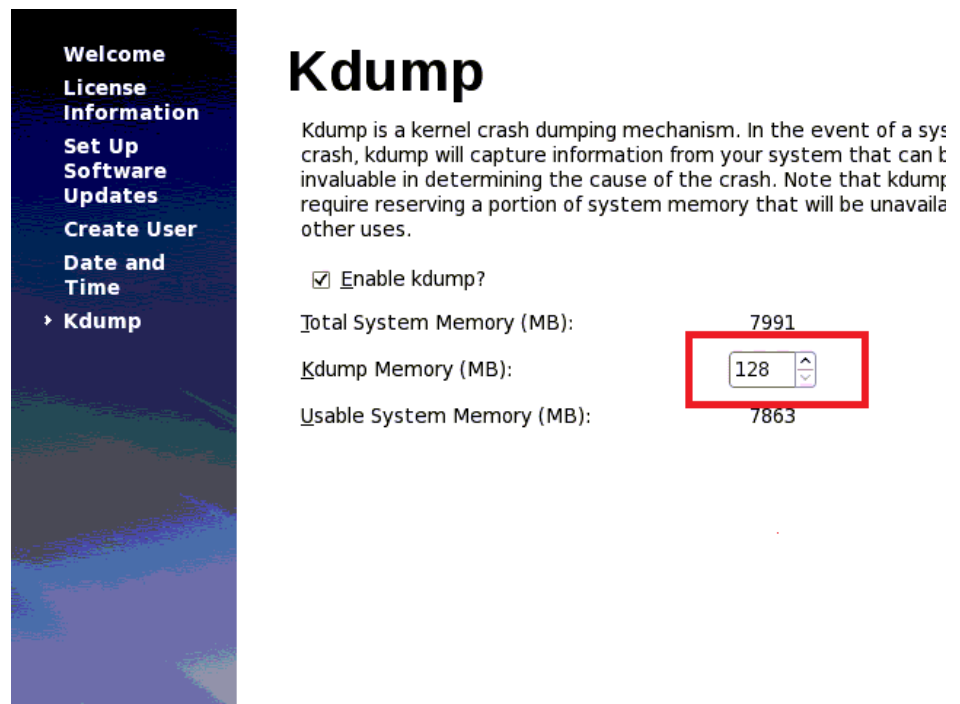 Welcome
License
Information
Set Up
Software
Updates
Create User
Date and
Time
Kdump
Kdump
Kdump is a kernel crash dumping mechanism. In the event of a sys
crash, kdump will capture information from your system that can b
invaluable in determining the cause of the crash. Note that kdump
require reserving a portion of system memory that will be unavaila
other uses.
Enable kdump?
Total System Memory (MB): 7991
Kdump Memory (MB): 128
Usable System Memory (MB): 7863